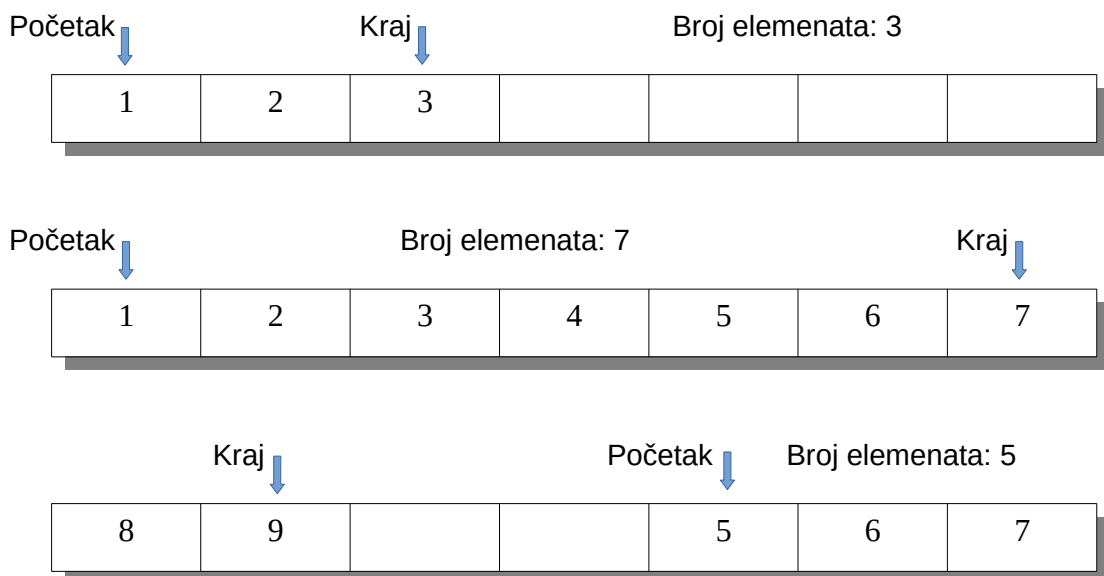 Početak Kraj Broj elemenata: 3
1 2 3
Početak Broj elemenata: 7 Kraj
1 2 3 4 5 6 7
Kraj Početak Broj elemenata: 5
8 9 5 6 7